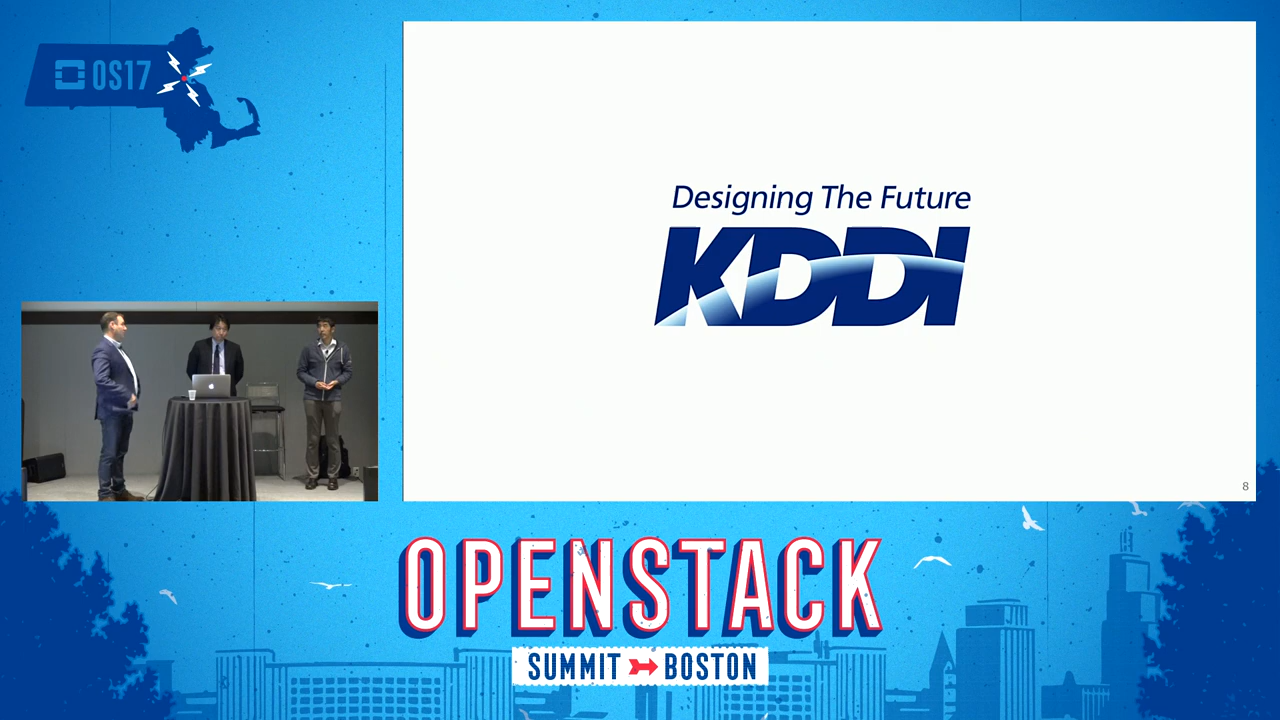 OS17
Designing The Future
KDDI
8
OPENSTACK
SUMMIT BOSTON